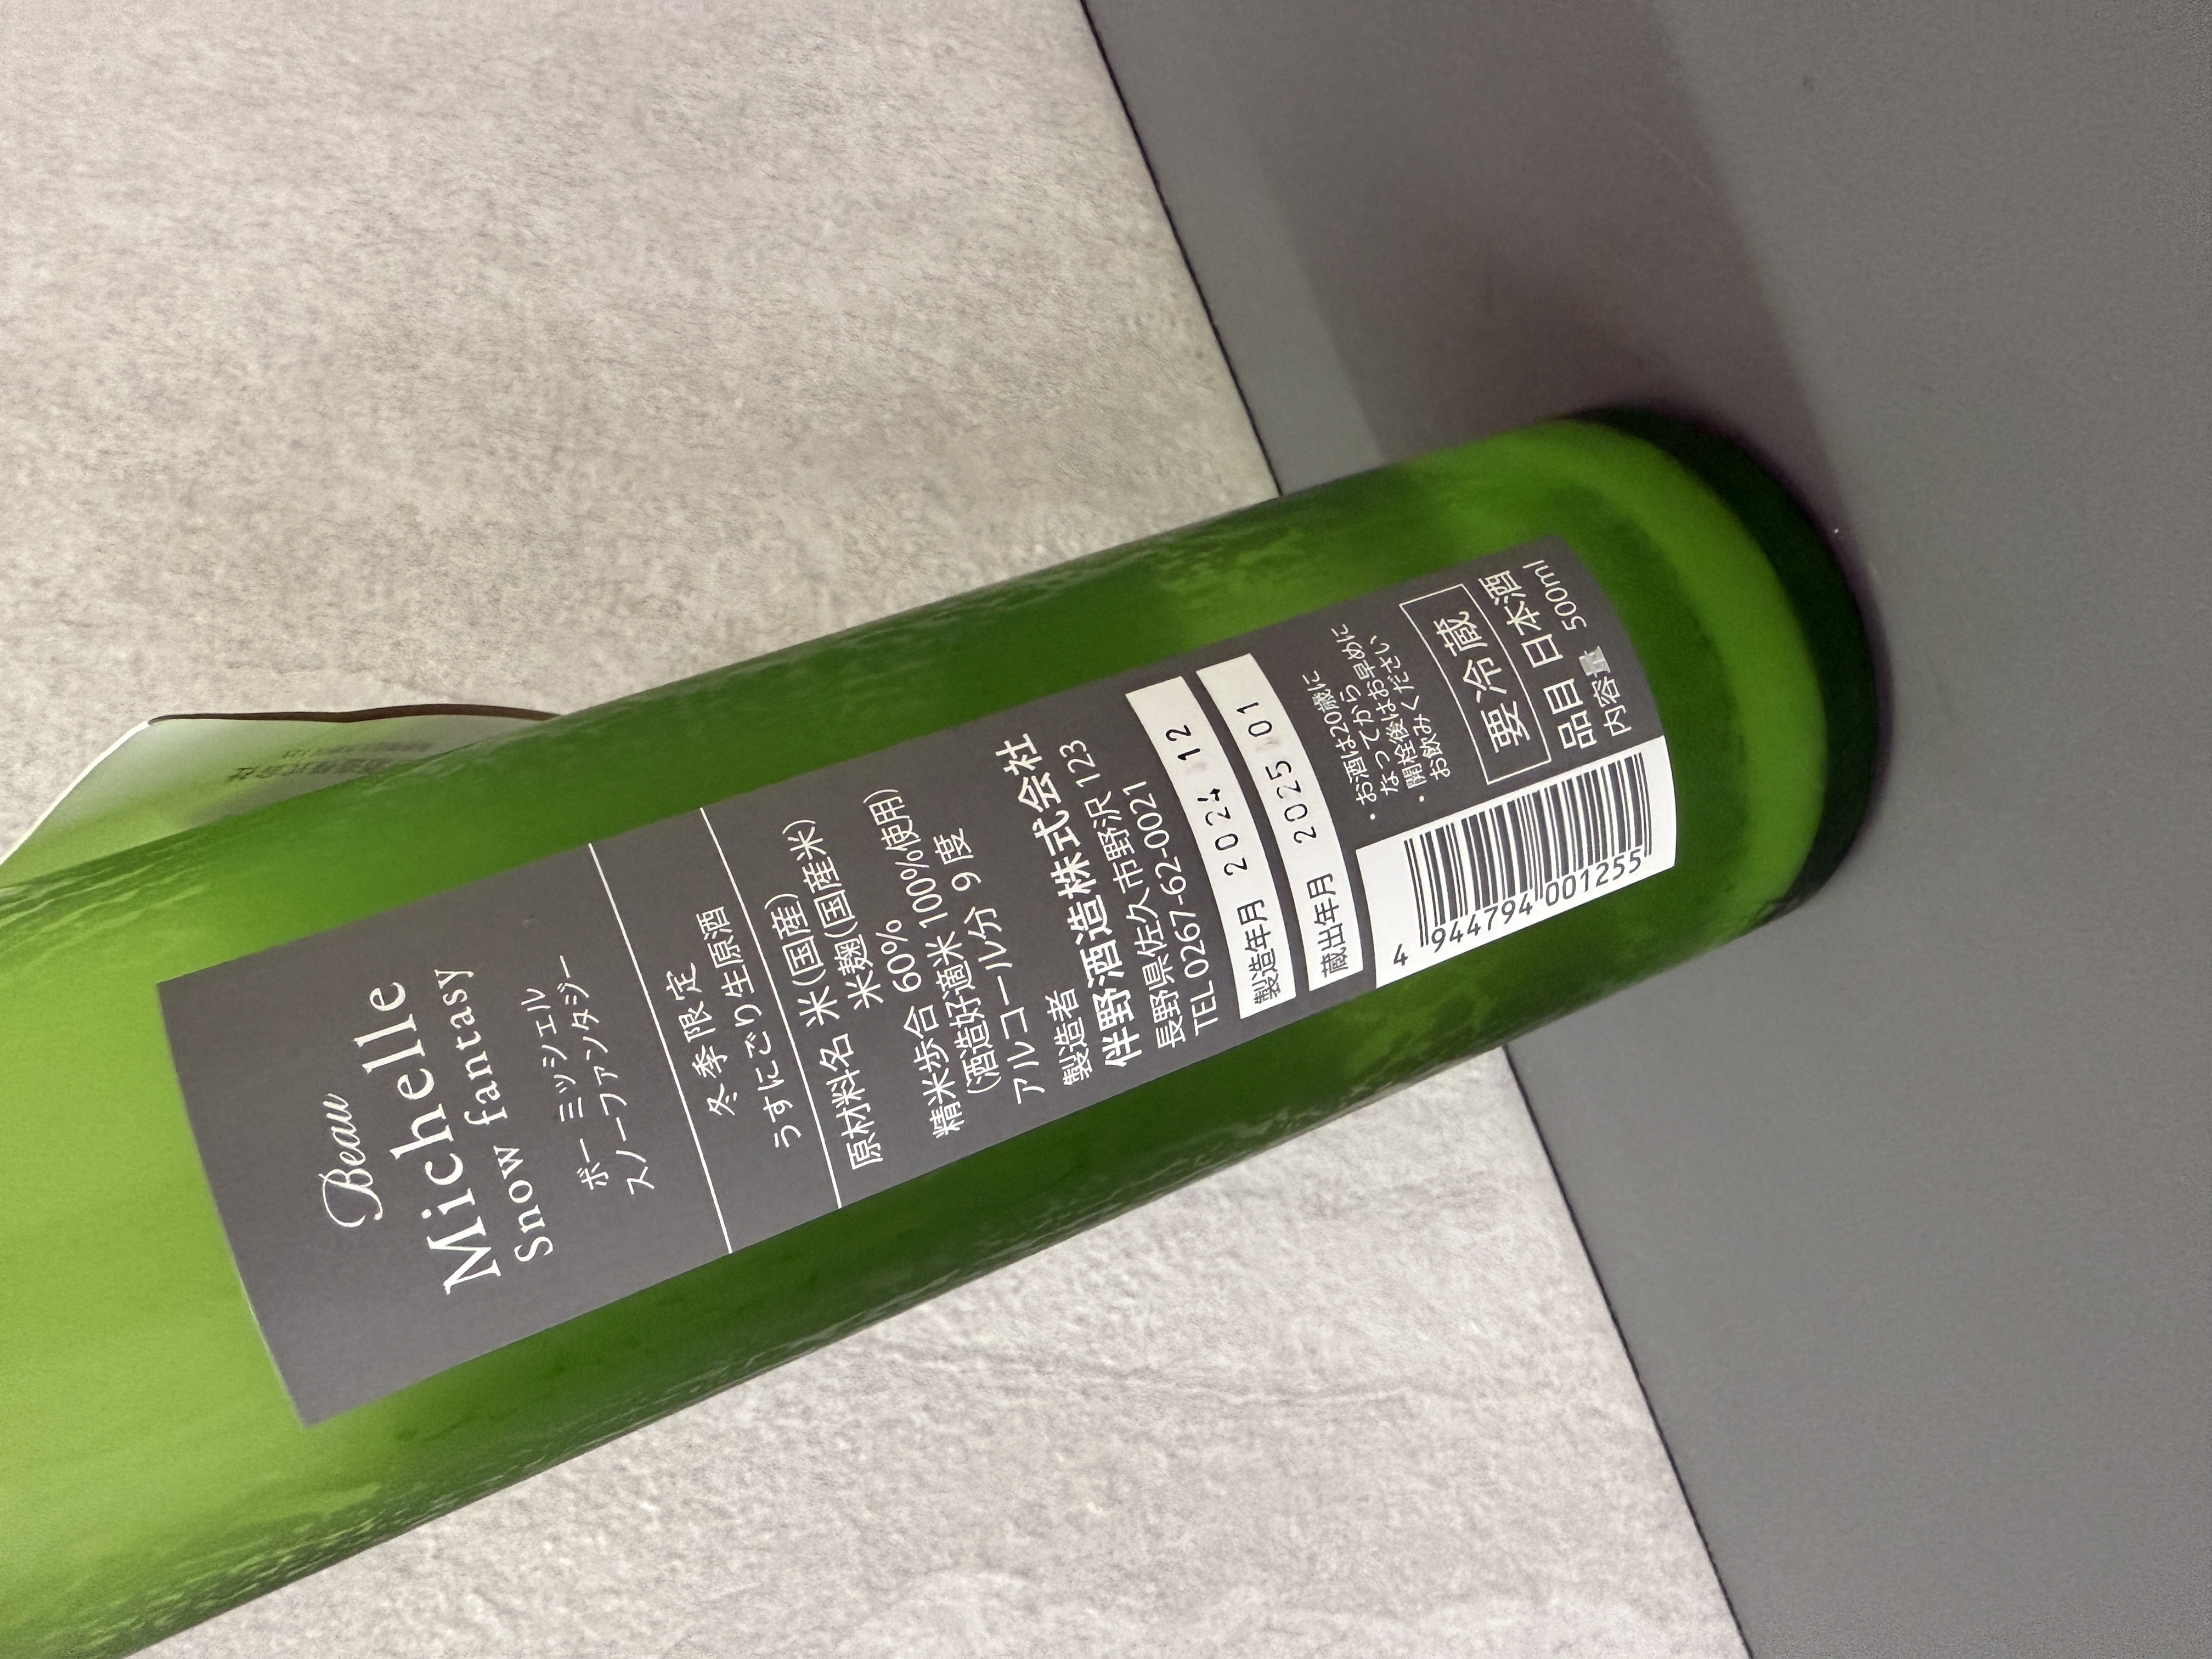 Beau
Michelle
Snow fantasy
ボー ミッシェル
スノーファンタジー
冬季限定
うすにごり生原酒
原材料名 米(国産)
米麹(国産米)
精米歩合 60%
(酒造好適米100%使用)
アルコール分 9 度
製造者
伴野酒造株式会社
長野県佐久市野沢123
TEL 0267-62-0021
製造年月 2024 12
蔵出年月 2025 01
・お酒は20歳に
なってから
・開栓後はお早めに
お飲みください
要冷蔵
品目 日本酒
内容量 500ml
4 944794 001255